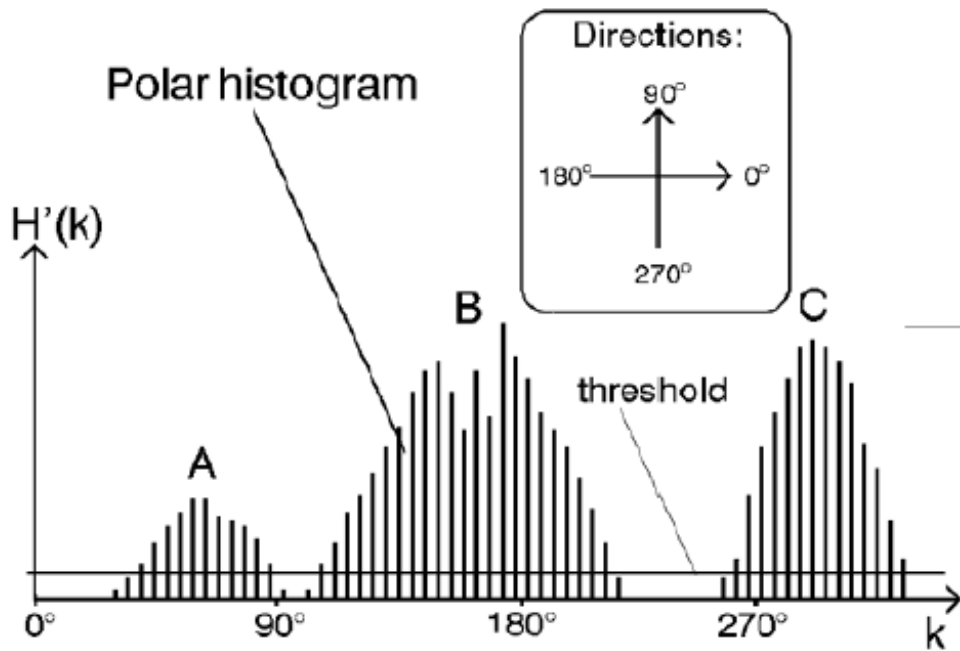 Directions:
Polar histogram
90°
180°
0°
H'(k)
270°
B
C
threshold
A
0°
90°
180°
270°
k